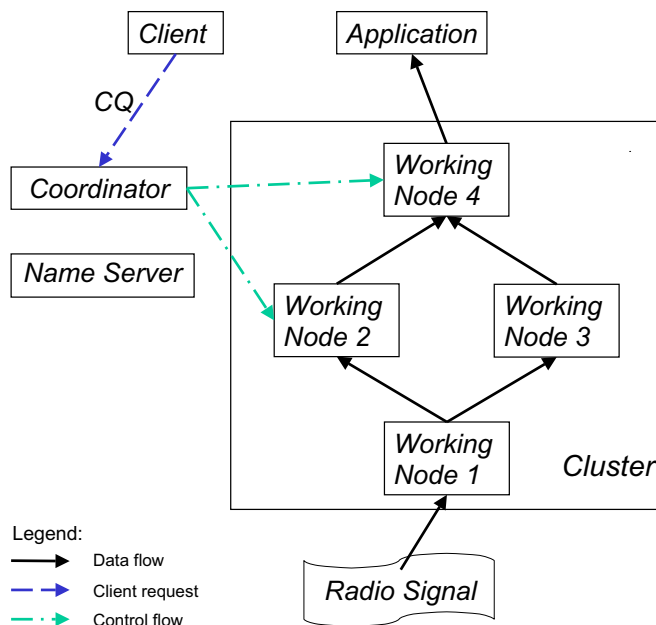 Client
Application
CQ
Working
Node 4
Coordinator
Name Server
Working
Node 2
Working
Node 3
Working
Node 1
Cluster
Legend:
Data flow
Client request
Control flow
Radio Signal